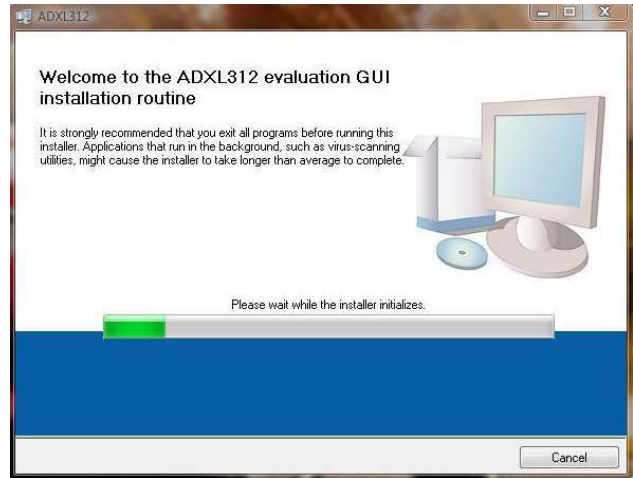 ADXL312
Welcome to the ADXL312 evaluation GUI
installation routine
It is strongly recommended that you exit all programs before running this
installer. Applications that run in the background, such as virus-scanning
utilities, might cause the installer to take longer than average to complete.
Please wait while the installer initializes.
Cancel